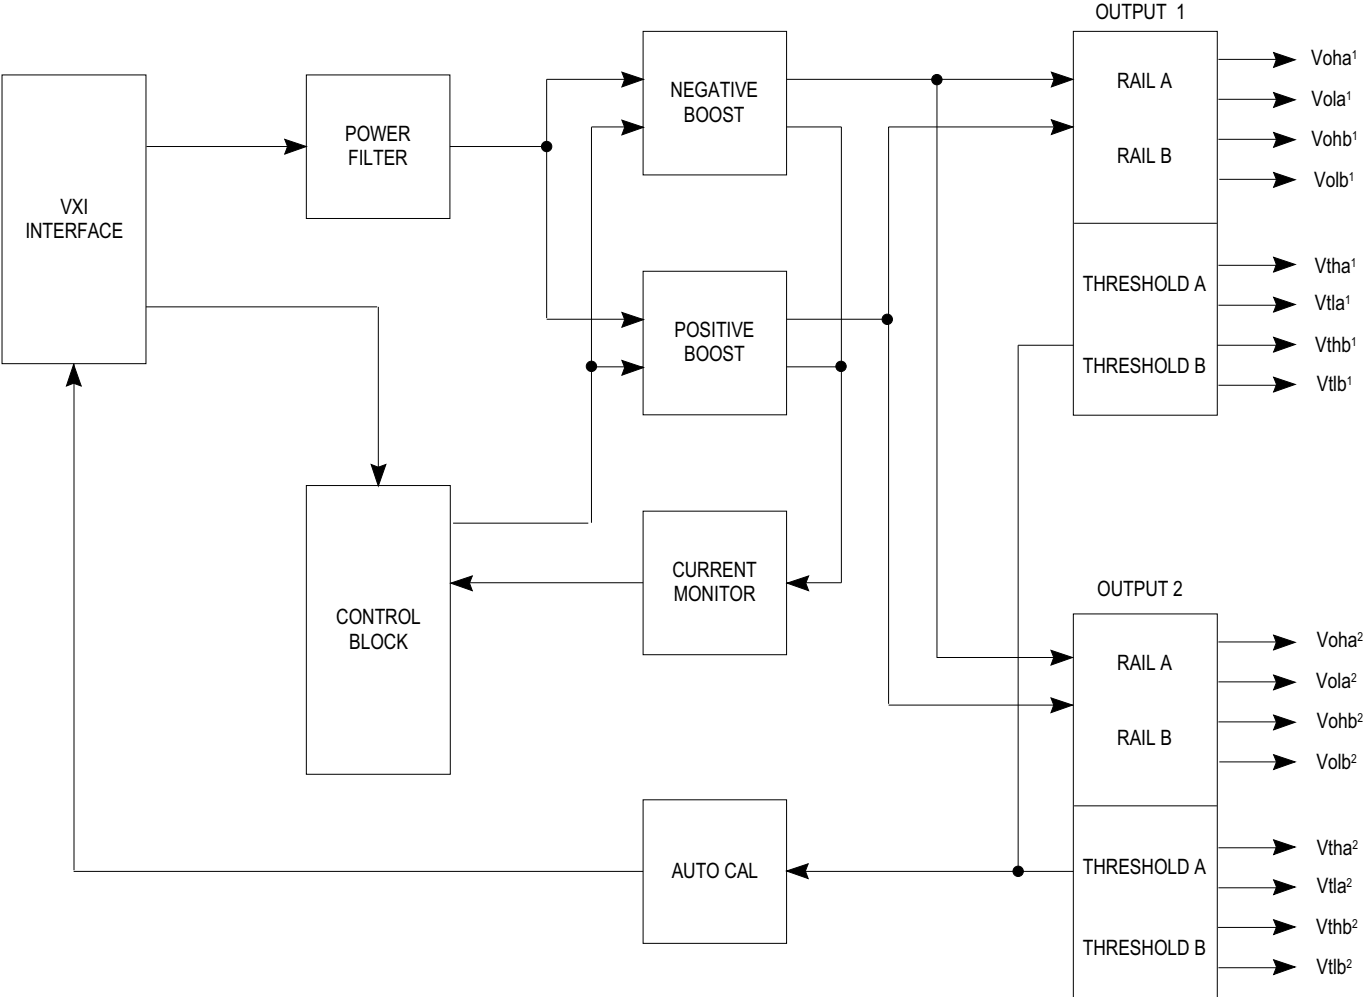 OUTPUT 1
VXI
INTERFACE
POWER
FILTER
NEGATIVE
BOOST
POSITIVE
BOOST
CONTROL
BLOCK
CURRENT
MONITOR
AUTO CAL
RAIL A
RAIL B
THRESHOLD A
THRESHOLD B
Voha¹
Vola¹
Vohb¹
Volb¹
Vtha¹
Vtla¹
Vthb¹
Vtlb¹
OUTPUT 2
RAIL A
RAIL B
THRESHOLD A
THRESHOLD B
Voha²
Vola²
Vohb²
Volb²
Vtha²
Vtla²
Vthb²
Vtlb²